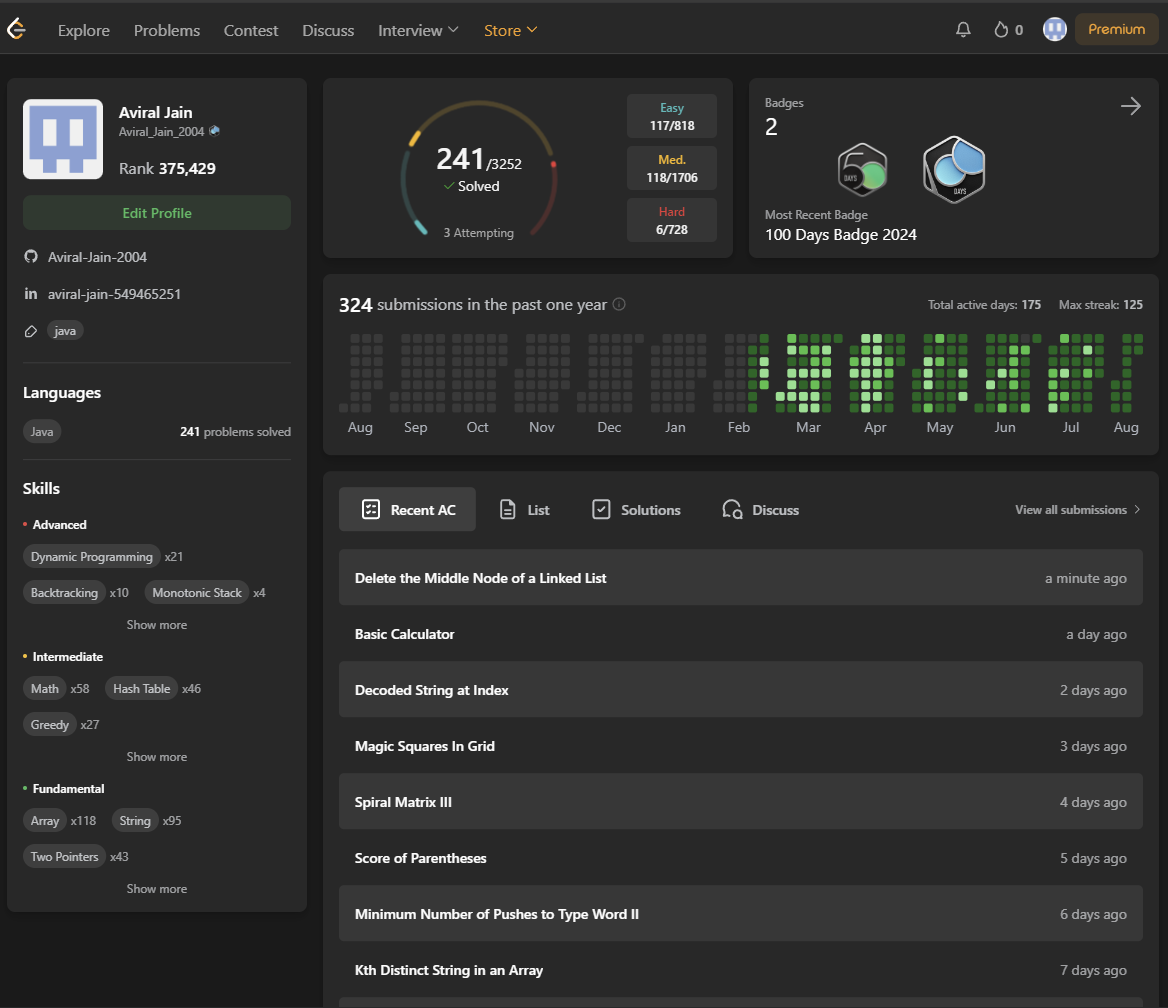 Explore Problems Contest Discuss Interview Store 0 Premium
Aviral Jain
Aviral_Jain_2004
Rank 375,429
Edit Profile
Aviral-Jain-2004
aviral-jain-549465251
java
Languages
Java 241 problems solved
Skills
Advanced
Dynamic Programming x21
Backtracking x10 Monotonic Stack x4
Show more
Intermediate
Math x58 Hash Table x46
Greedy x27
Show more
Fundamental
Array x118 String x95
Two Pointers x43
Show more
241/3252
Solved
3 Attempting
Easy
117/818
Med.
118/1706
Hard
6/728
Badges
2
5 DAYS
DAYS
Most Recent Badge
100 Days Badge 2024
324 submissions in the past one year Total active days: 175 Max streak: 125
Aug Sep Oct Nov Dec Jan Feb Mar Apr May Jun Jul Aug
Recent AC List Solutions Discuss View all submissions
Delete the Middle Node of a Linked List a minute ago
Basic Calculator a day ago
Decoded String at Index 2 days ago
Magic Squares In Grid 3 days ago
Spiral Matrix III 4 days ago
Score of Parentheses 5 days ago
Minimum Number of Pushes to Type Word II 6 days ago
Kth Distinct String in an Array 7 days ago